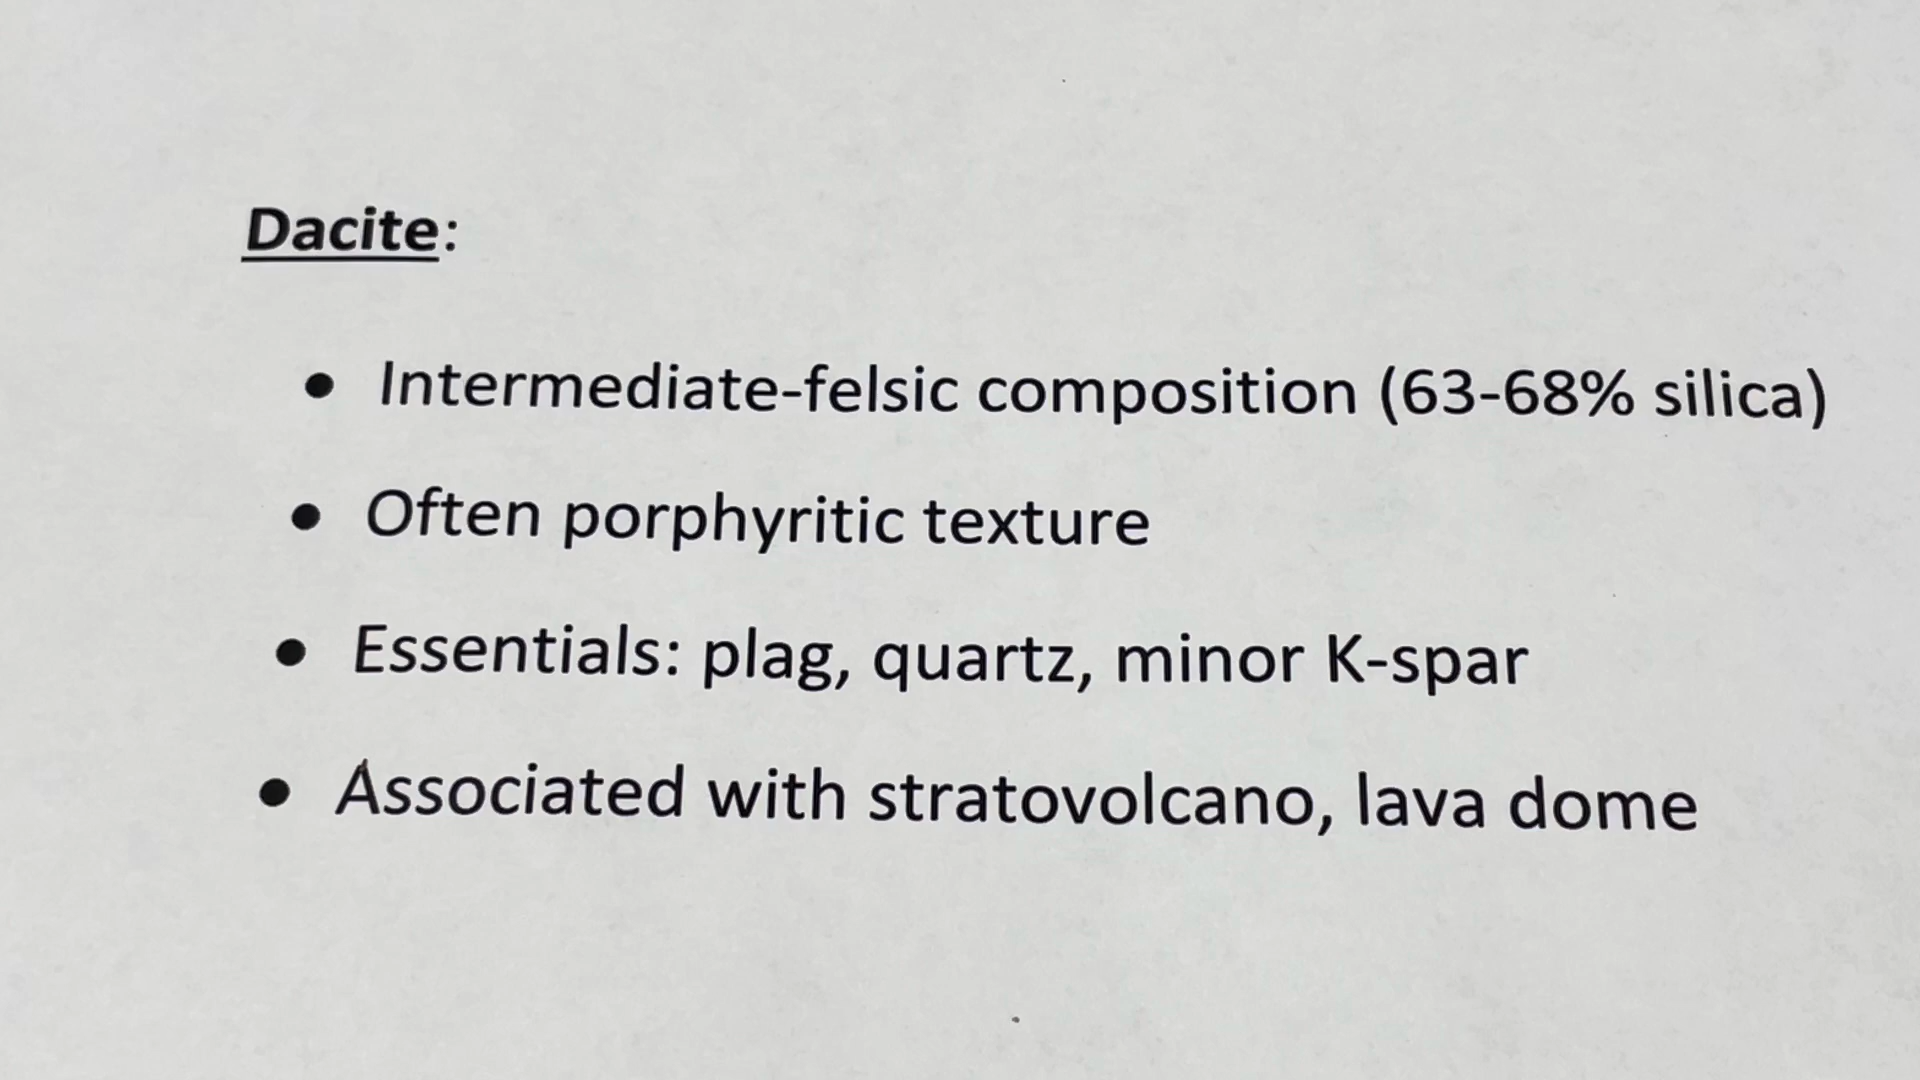 Dacite:
• Intermediate-felsic composition (63-68% silica)
• Often porphyritic texture
• Essentials: plag, quartz, minor K-spar
• Associated with stratovolcano, lava dome